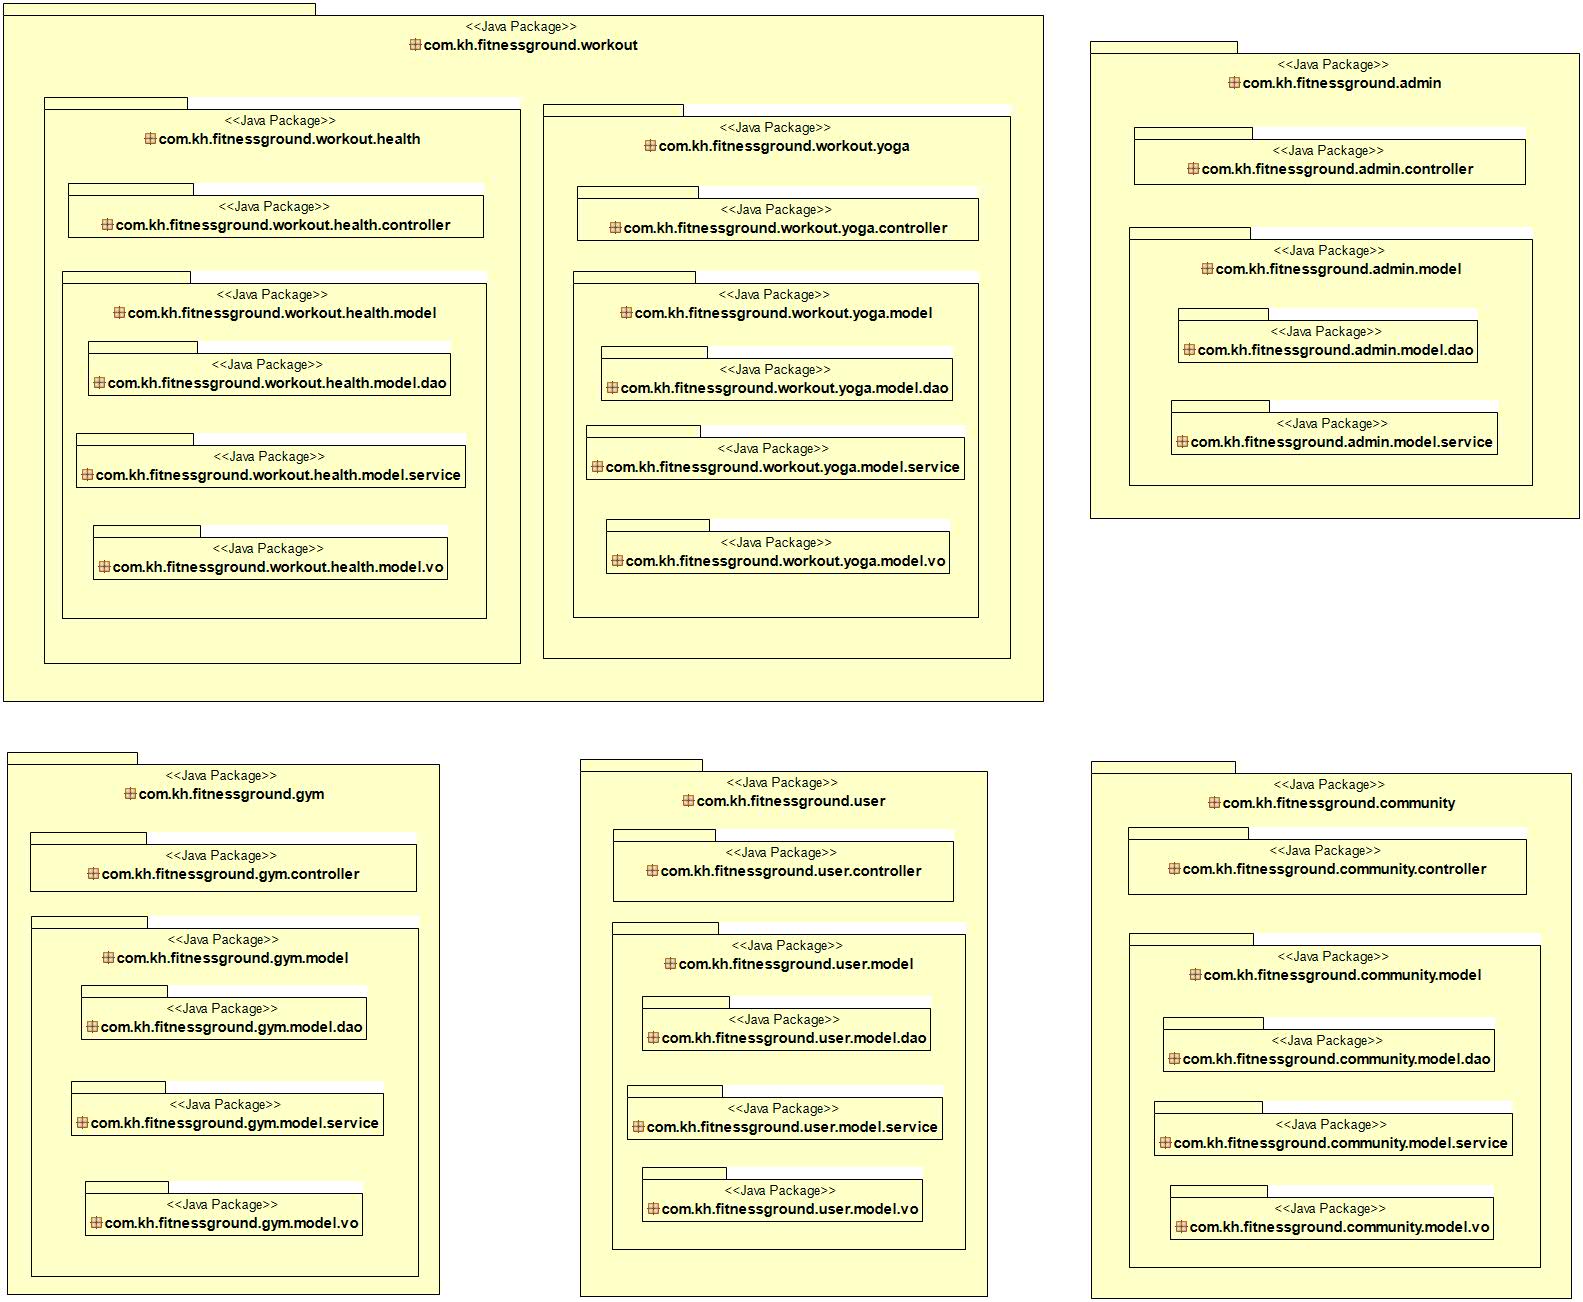 <<Java Package>>
com.kh.fitnessground.workout
<<Java Package>>
com.kh.fitnessground.workout.health
<<Java Package>>
com.kh.fitnessground.workout.health.controller
<<Java Package>>
com.kh.fitnessground.workout.health.model
<<Java Package>>
com.kh.fitnessground.workout.health.model.dao
<<Java Package>>
com.kh.fitnessground.workout.health.model.service
<<Java Package>>
com.kh.fitnessground.workout.health.model.vo
<<Java Package>>
com.kh.fitnessground.workout.yoga
<<Java Package>>
com.kh.fitnessground.workout.yoga.controller
<<Java Package>>
com.kh.fitnessground.workout.yoga.model
<<Java Package>>
com.kh.fitnessground.workout.yoga.model.dao
<<Java Package>>
com.kh.fitnessground.workout.yoga.model.service
<<Java Package>>
com.kh.fitnessground.workout.yoga.model.vo
<<Java Package>>
com.kh.fitnessground.admin
<<Java Package>>
com.kh.fitnessground.admin.controller
<<Java Package>>
com.kh.fitnessground.admin.model
<<Java Package>>
com.kh.fitnessground.admin.model.dao
<<Java Package>>
com.kh.fitnessground.admin.model.service
<<Java Package>>
com.kh.fitnessground.gym
<<Java Package>>
com.kh.fitnessground.gym.controller
<<Java Package>>
com.kh.fitnessground.gym.model
<<Java Package>>
com.kh.fitnessground.gym.model.dao
<<Java Package>>
com.kh.fitnessground.gym.model.service
<<Java Package>>
com.kh.fitnessground.gym.model.vo
<<Java Package>>
com.kh.fitnessground.user
<<Java Package>>
com.kh.fitnessground.user.controller
<<Java Package>>
com.kh.fitnessground.user.model
<<Java Package>>
com.kh.fitnessground.user.model.dao
<<Java Package>>
com.kh.fitnessground.user.model.service
<<Java Package>>
com.kh.fitnessground.user.model.vo
<<Java Package>>
com.kh.fitnessground.community
<<Java Package>>
com.kh.fitnessground.community.controller
<<Java Package>>
com.kh.fitnessground.community.model
<<Java Package>>
com.kh.fitnessground.community.model.dao
<<Java Package>>
com.kh.fitnessground.community.model.service
<<Java Package>>
com.kh.fitnessground.community.model.vo